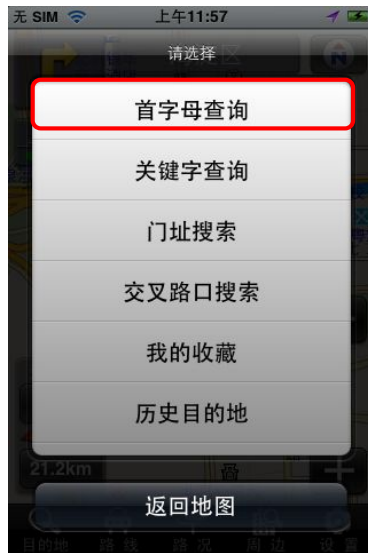 无 SIM 上午11:57
请选择
N
首字母查询
关键字查询
门址搜索
交叉路口搜索
我的收藏
历史目的地
21.2km
返回地图
目的地 路线 路况 周边 设置